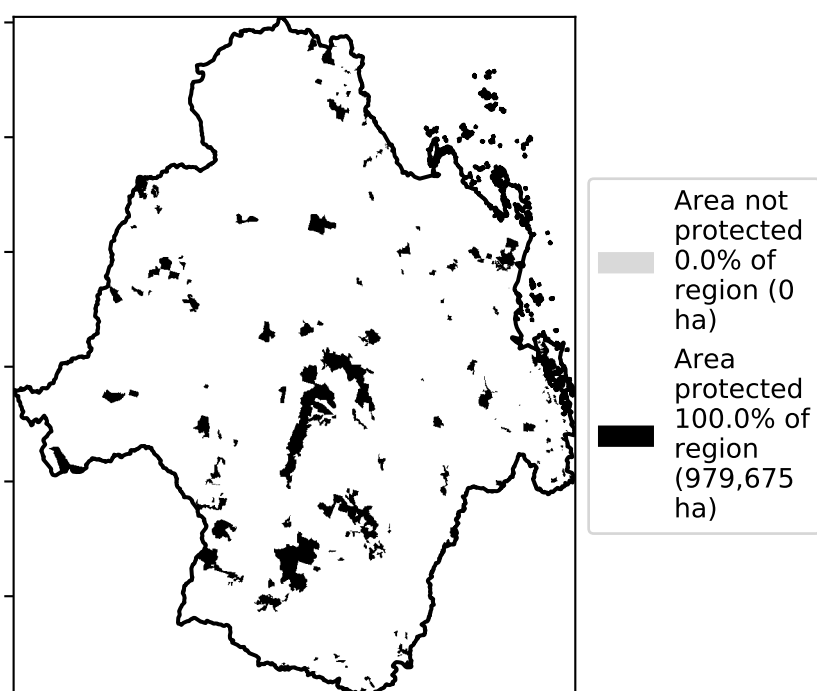 Area not
protected
0.0% of
region (0
ha)
Area
protected
100.0% of
region
(979,675
ha)